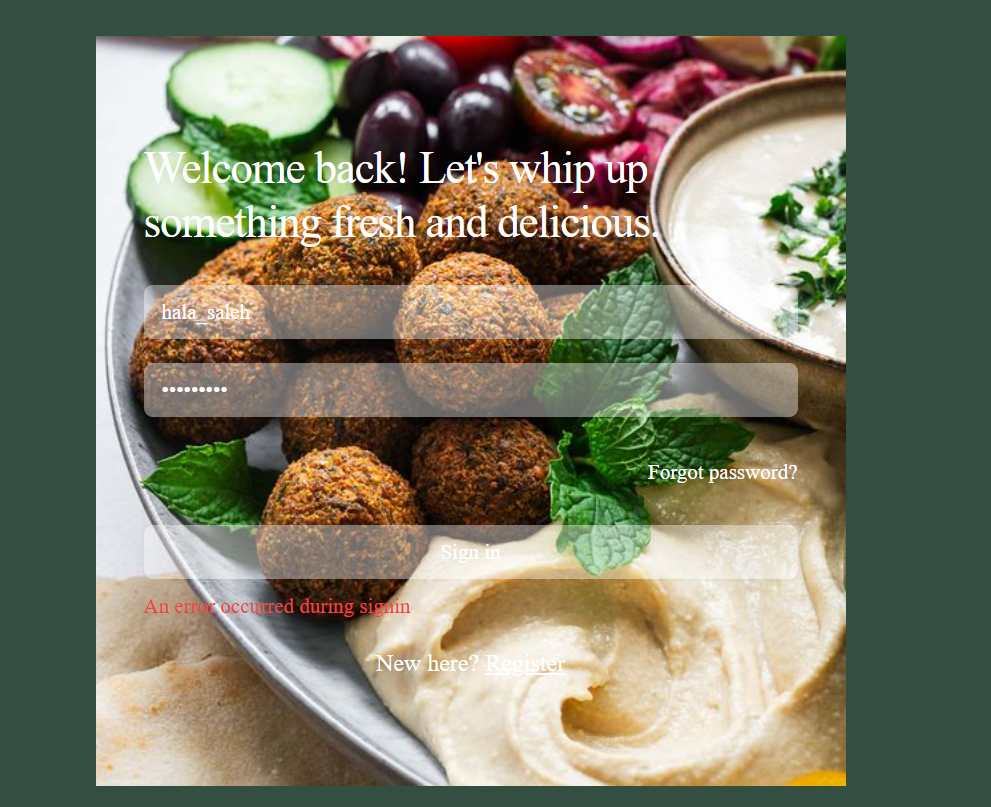 Welcome back! Let's whip up
something fresh and delicious.
hala_saleh
•••••••••
Forgot password?
Sign in
An error occurred during signin
New here? Register